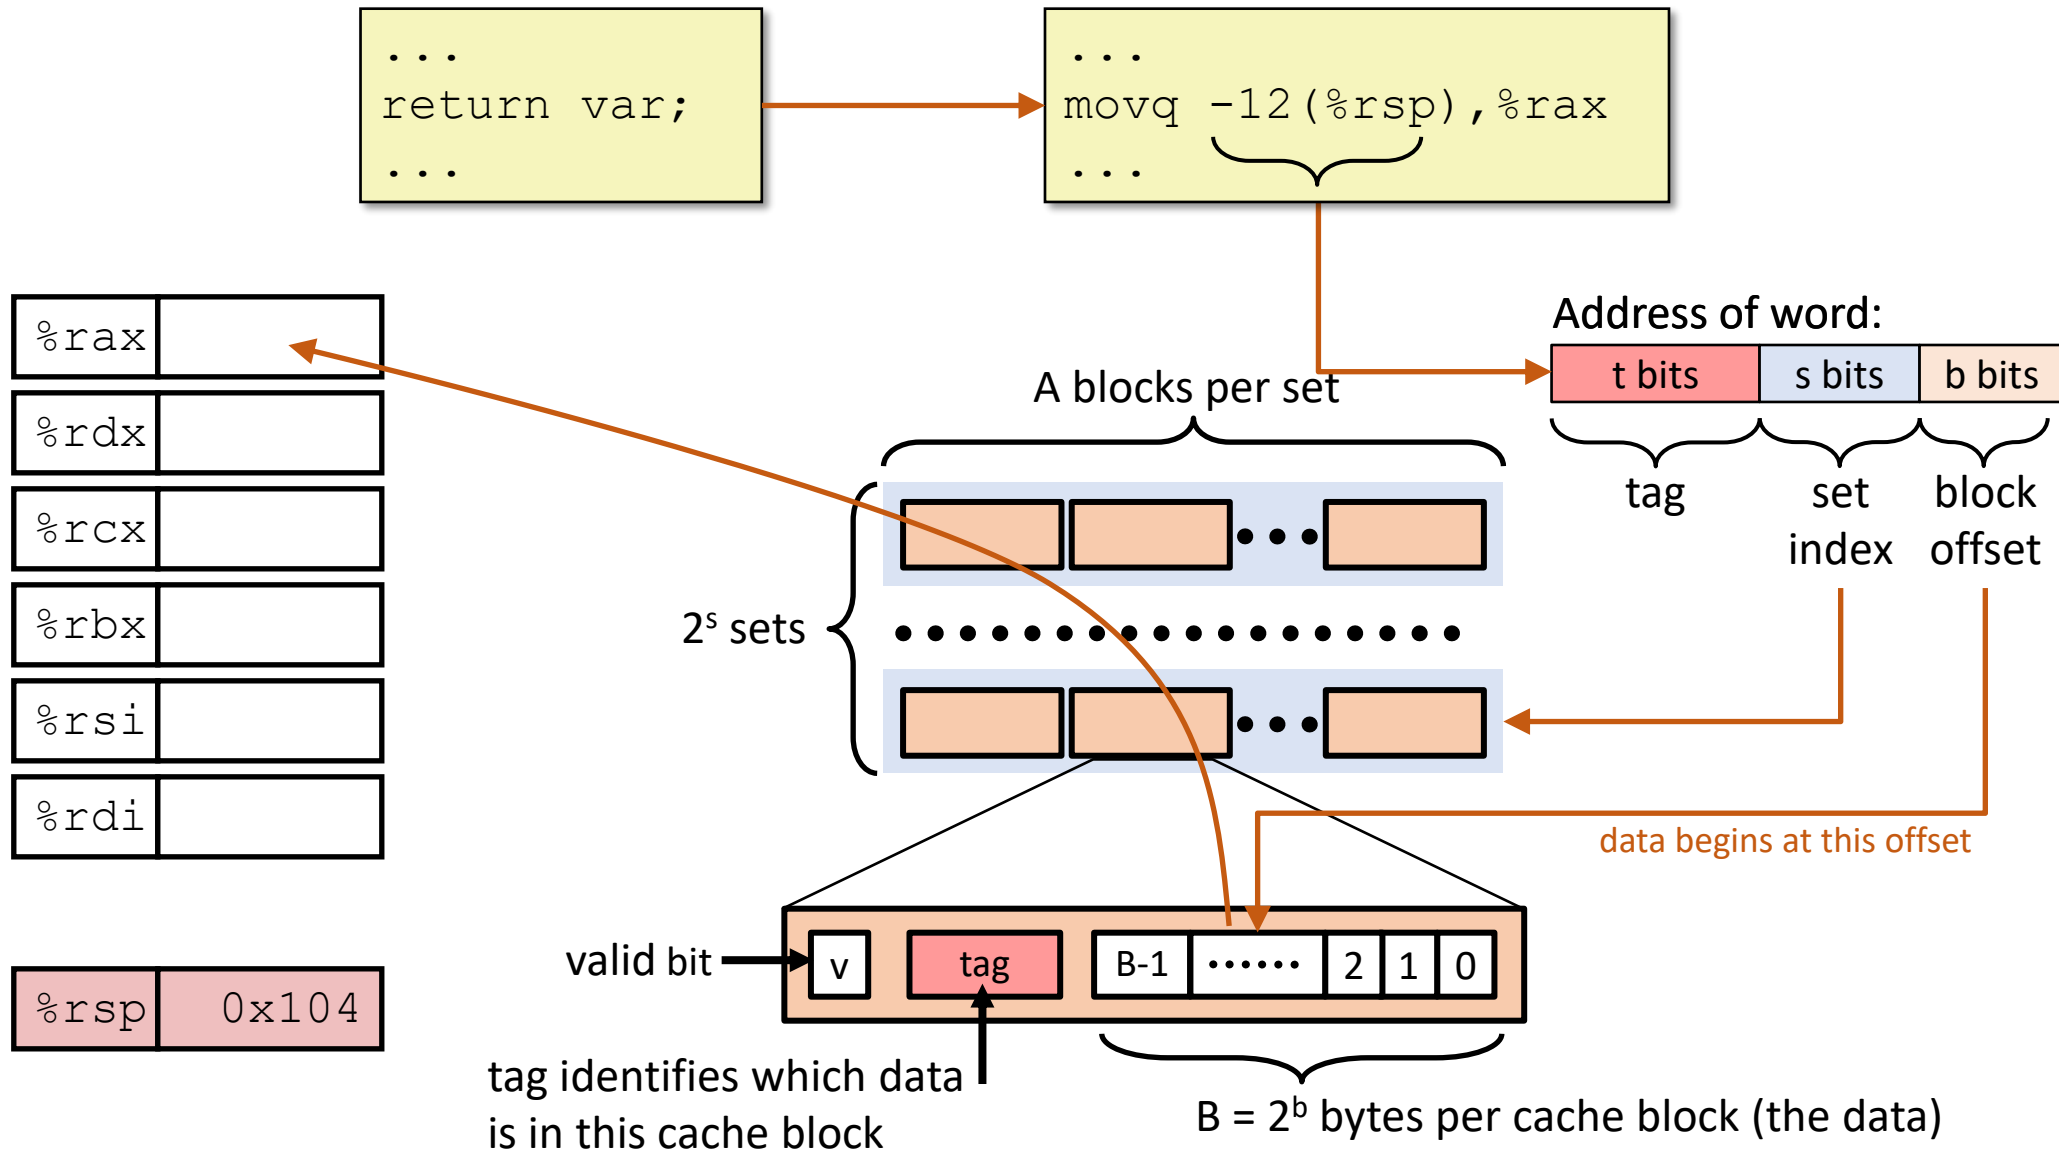 ...
return var;
...
...
movq -12(%rsp),%rax
...
Address of word:
t bits s bits b bits
tag
set
index
block
offset
%rax
%rdx
%rcx
%rbx
%rsi
%rdi
%rsp 0x104
A blocks per set
2ˢ sets
data begins at this offset
valid bit
v tag B-1 ...... 2 1 0
tag identifies which data
is in this cache block
B = 2ᵇ bytes per cache block (the data)